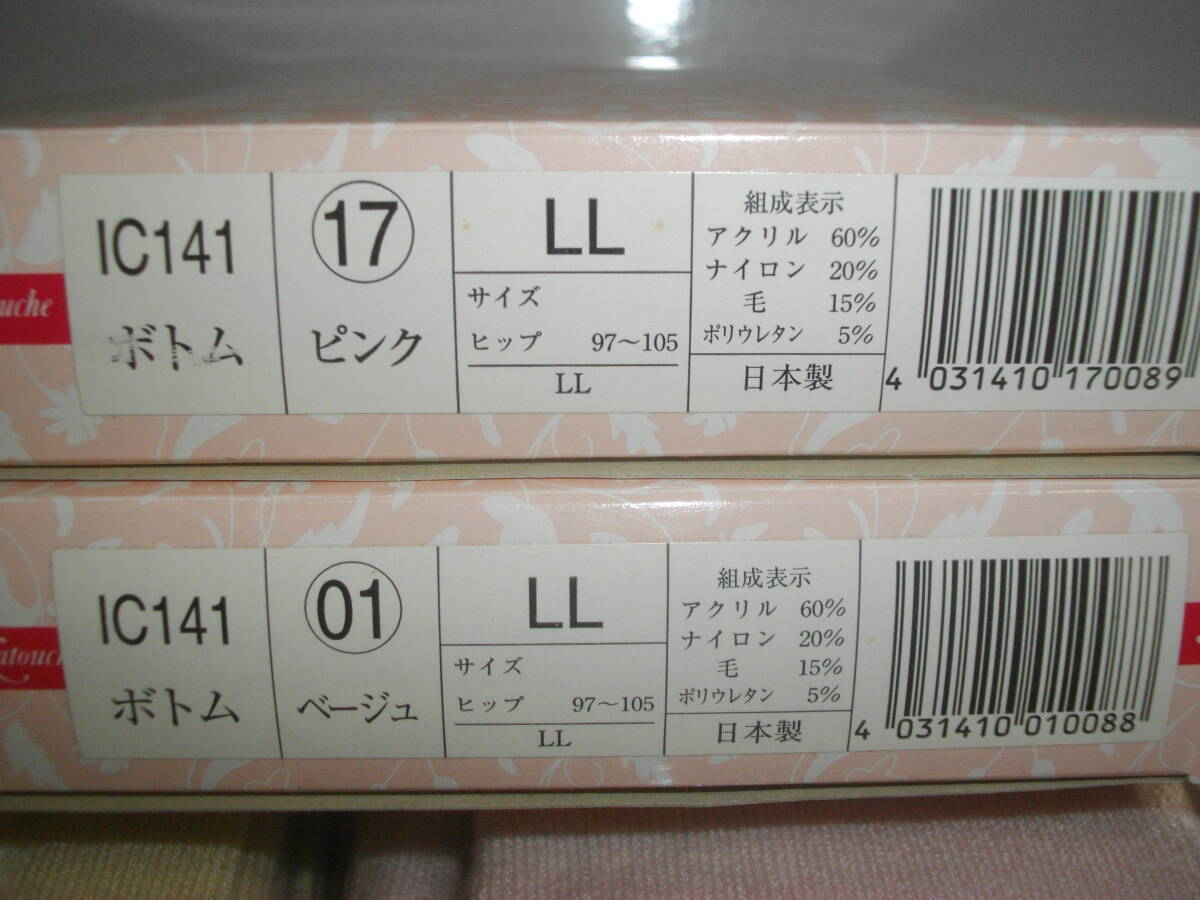 IC141
ボトム
17
ピンク
LL
サイズ
ヒップ 97〜105
LL
組成表示
アクリル 60%
ナイロン 20%
毛 15%
ポリウレタン 5%
日本製
4 031410 170089
IC141
ボトム
01
ベージュ
LL
サイズ
ヒップ 97〜105
LL
組成表示
アクリル 60%
ナイロン 20%
毛 15%
ポリウレタン 5%
日本製
4 031410 010088